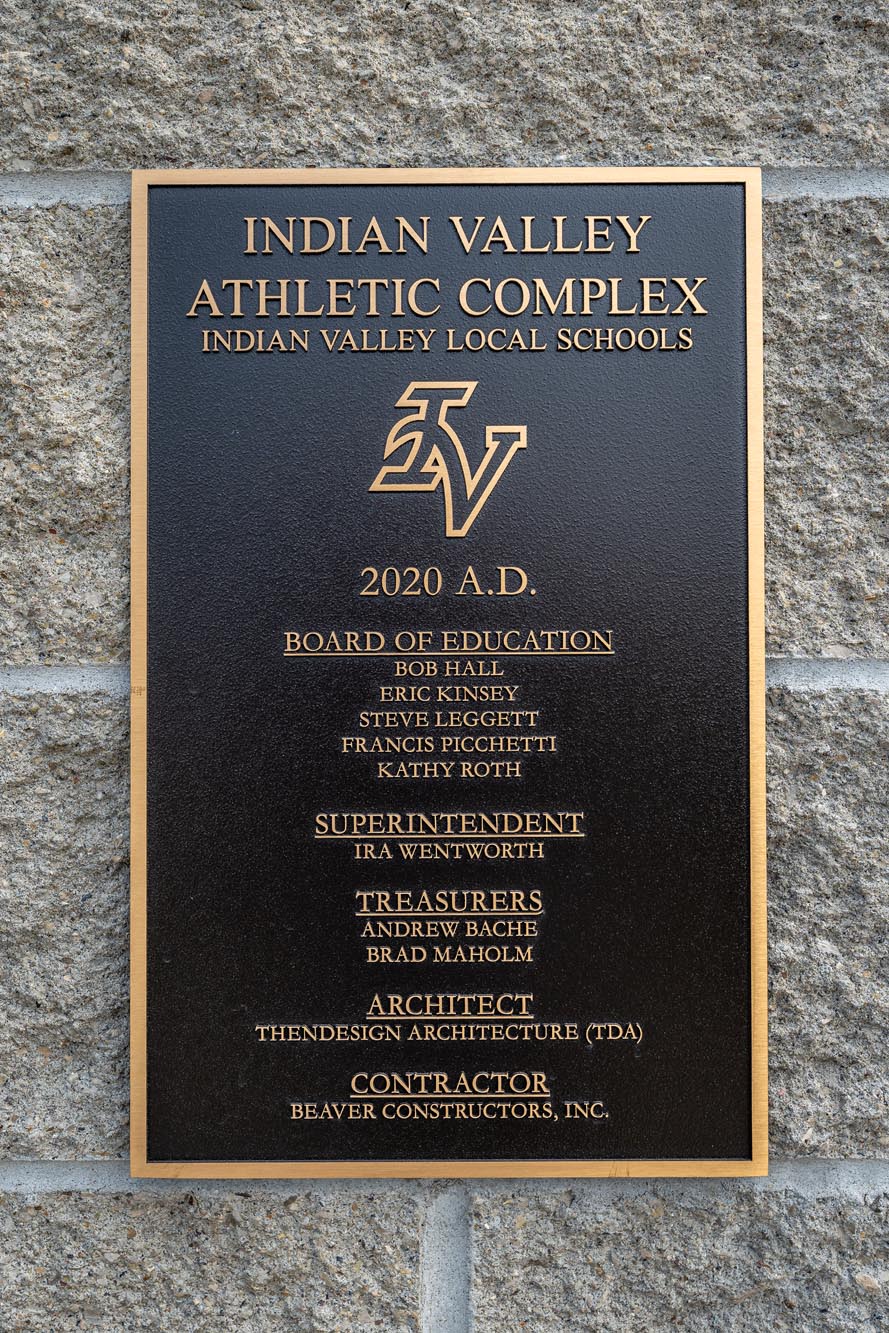 INDIAN VALLEY
ATHLETIC COMPLEX
INDIAN VALLEY LOCAL SCHOOLS
IV
2020 A.D.
BOARD OF EDUCATION
BOB HALL
ERIC KINSEY
STEVE LEGGETT
FRANCIS PICCHETTI
KATHY ROTH
SUPERINTENDENT
IRA WENTWORTH
TREASURERS
ANDREW BACHE
BRAD MAHOLM
ARCHITECT
THENDESIGN ARCHITECTURE (TDA)
CONTRACTOR
BEAVER CONSTRUCTORS, INC.